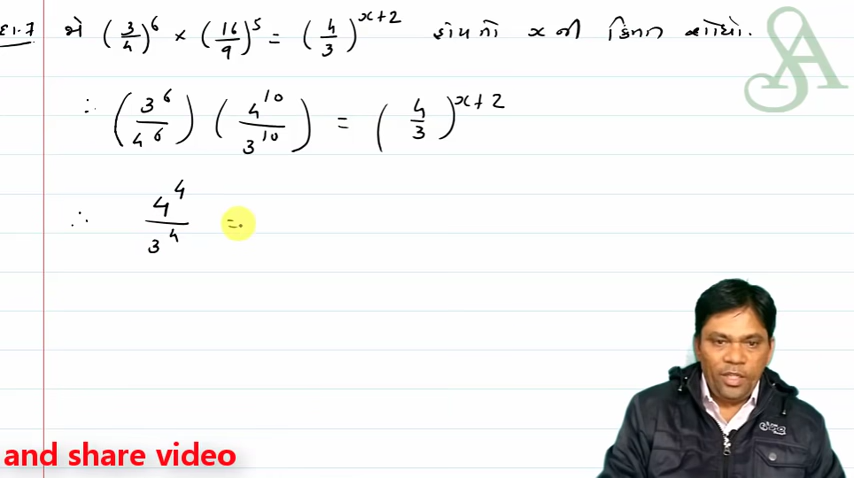 દા.7 જો (3/4)^6 × (16/9)^5 = (4/3)^(x+2) હોય તો x ની કિંમત શોધો.
∴ (3^6/4^6) (4^10/3^10) = (4/3)^(x+2)
∴ 4^4/3^4 =
and share video